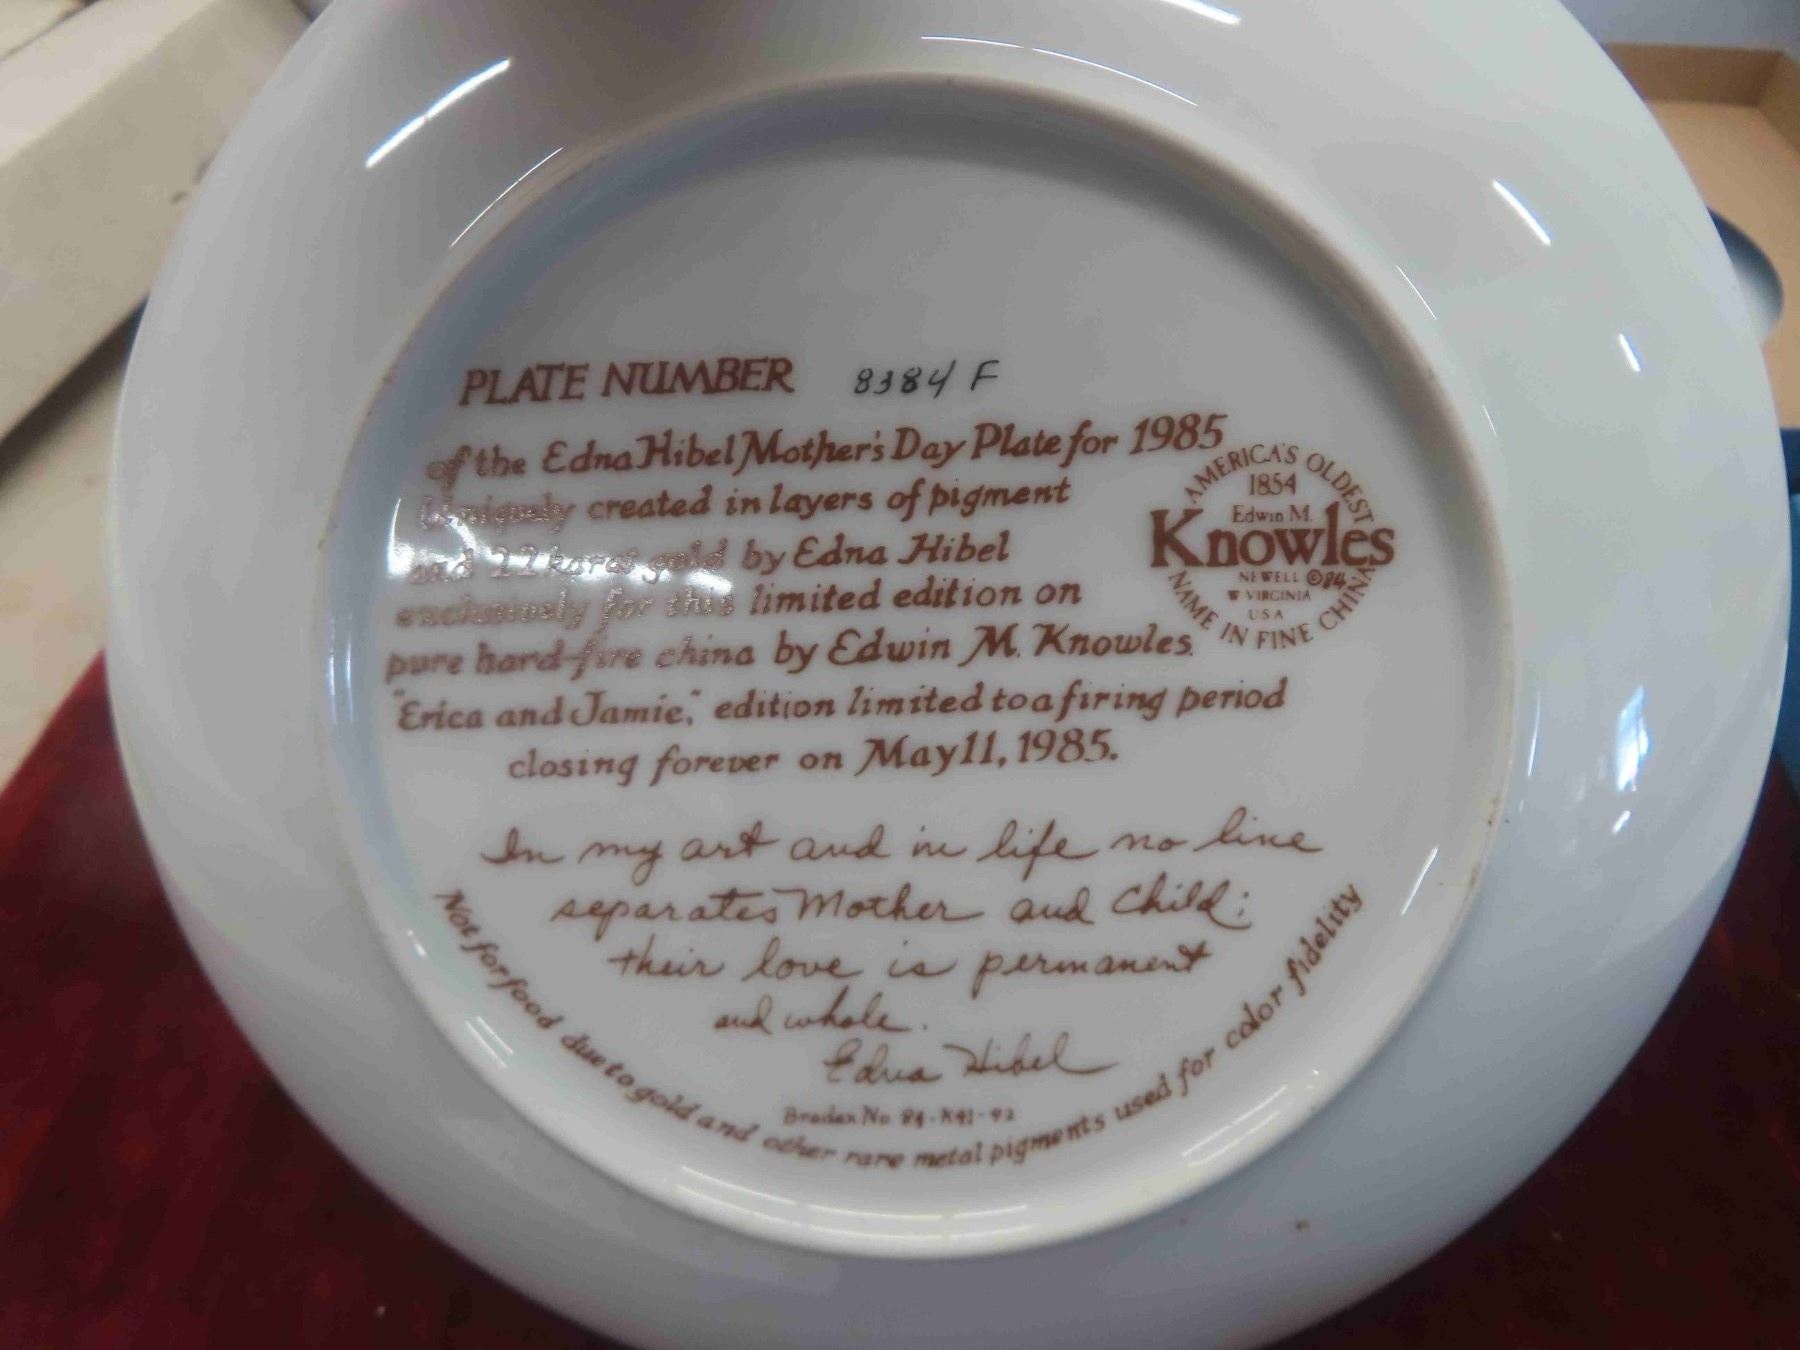 PLATE NUMBER 8384 F
of the Edna Hibel Mother's Day Plate for 1985
Uniquely created in layers of pigment
and 22 karat gold by Edna Hibel
exclusively for this limited edition on
pure hard-fire china by Edwin M. Knowles.
"Erica and Jamie," edition limited to a firing period
closing forever on May 11, 1985.
AMERICA'S OLDEST
1854
Edwin M.
Knowles
NEWELL ©84
W VIRGINIA
USA
NAME IN FINE CHINA
In my art and in life no line
separates Mother and Child;
their love is permanent
and whole.
Edna Hibel
Bradex No 84-K41-92
Not for food due to gold and other rare metal pigments used for color fidelity